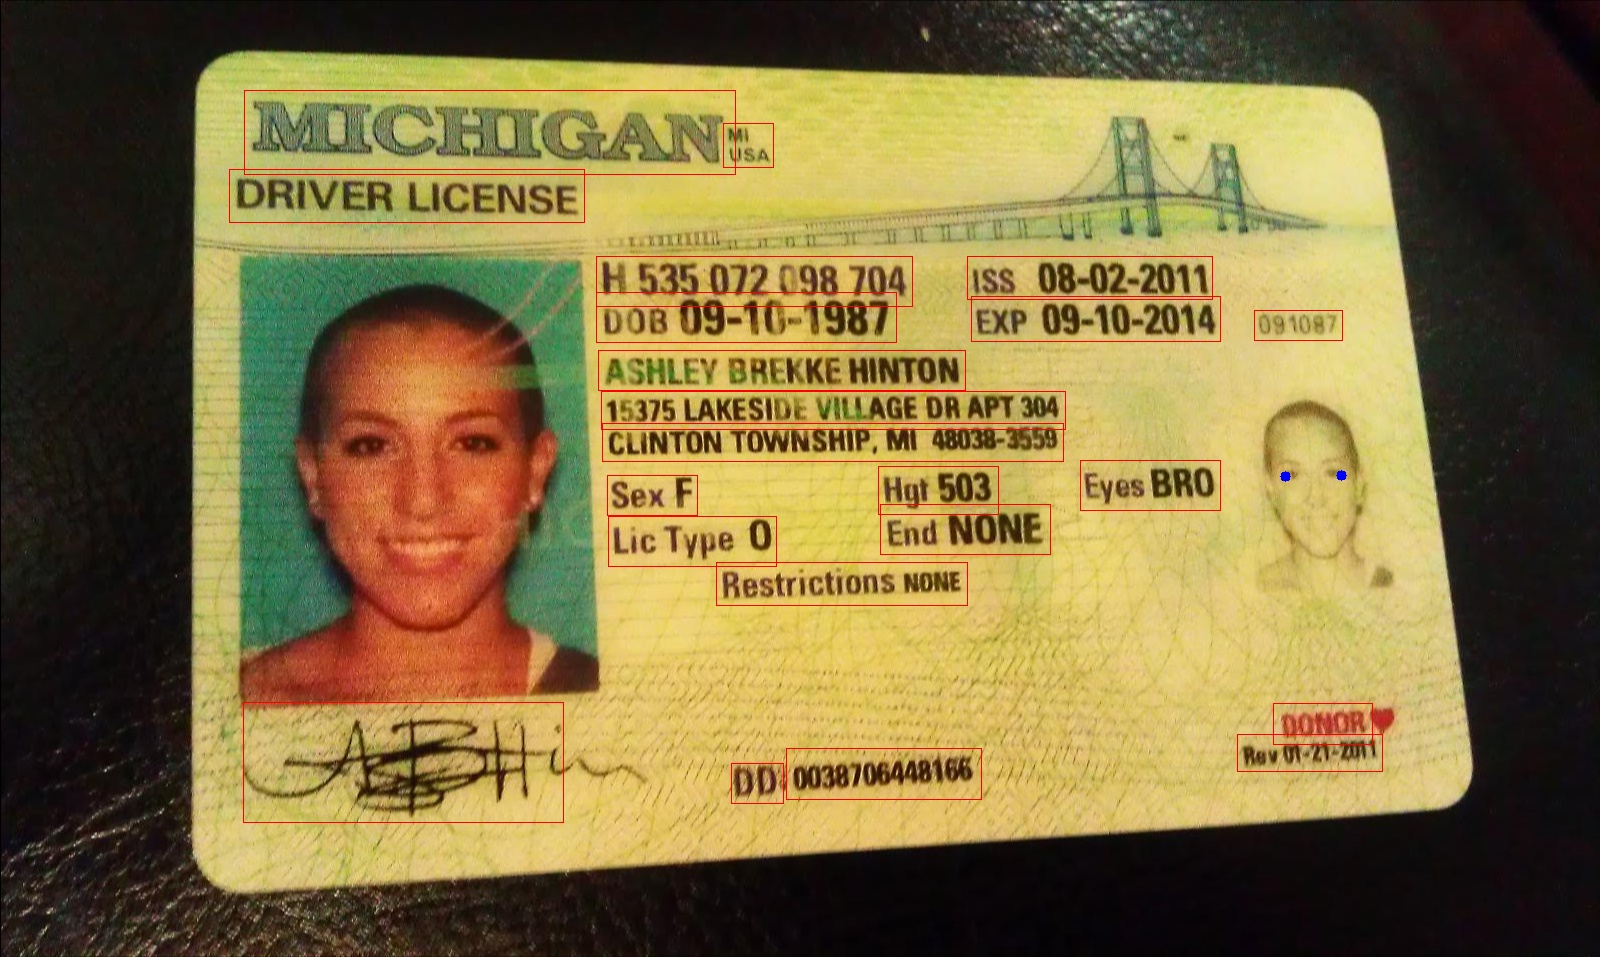 MICHIGAN MI
USA
DRIVER LICENSE
H 535 072 098 704 ISS 08-02-2011
DOB 09-10-1987 EXP 09-10-2014 091087
ASHLEY BREKKE HINTON
15375 LAKESIDE VILLAGE DR APT 304
CLINTON TOWNSHIP, MI 48038-3559
Sex F Hgt 503 Eyes BRO
Lic Type O End NONE
Restrictions NONE
DONOR
Rev 01-21-2011
DD 0038706448166